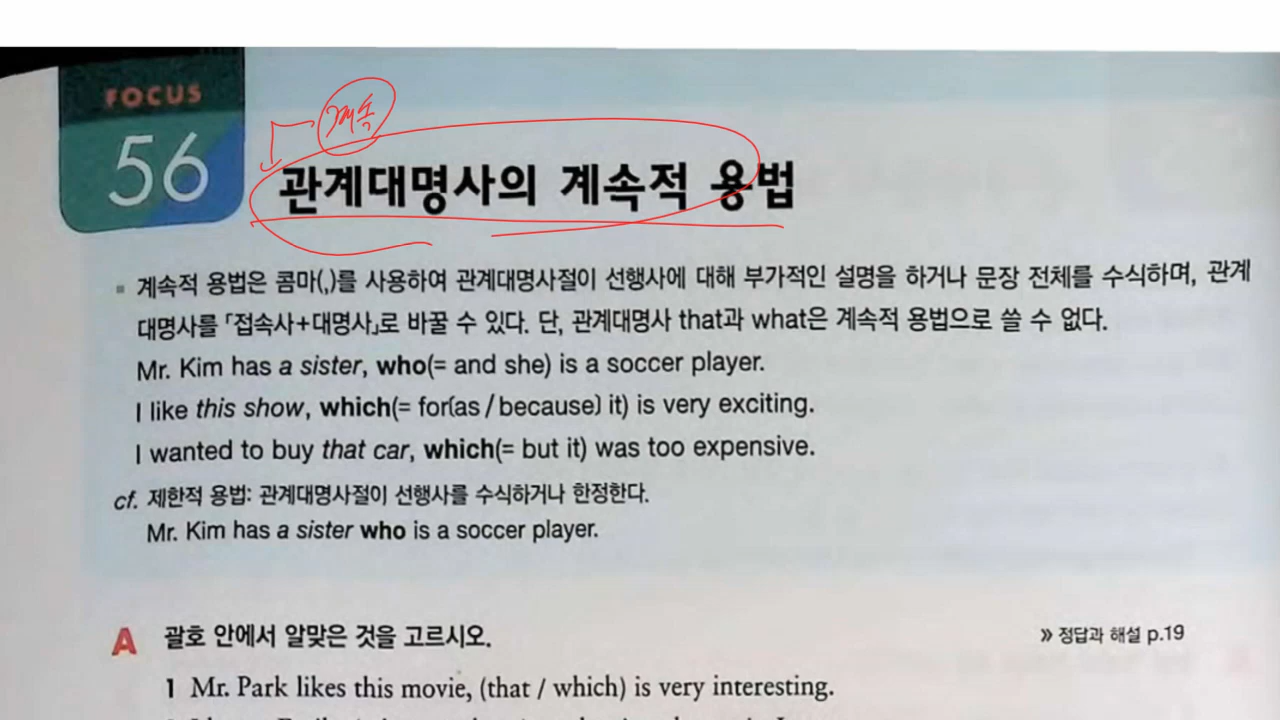 FOCUS
56
계속
관계대명사의 계속적 용법
계속적 용법은 콤마(,)를 사용하여 관계대명사절이 선행사에 대해 부가적인 설명을 하거나 문장 전체를 수식하며, 관계
대명사를 「접속사+대명사」로 바꿀 수 있다. 단, 관계대명사 that과 what은 계속적 용법으로 쓸 수 없다.
Mr. Kim has a sister, who(= and she) is a soccer player.
I like this show, which(= for(as / because) it) is very exciting.
I wanted to buy that car, which(= but it) was too expensive.
cf. 제한적 용법: 관계대명사절이 선행사를 수식하거나 한정한다.
Mr. Kim has a sister who is a soccer player.
A 괄호 안에서 알맞은 것을 고르시오.
» 정답과 해설 p.19
1 Mr. Park likes this movie, (that / which) is very interesting.